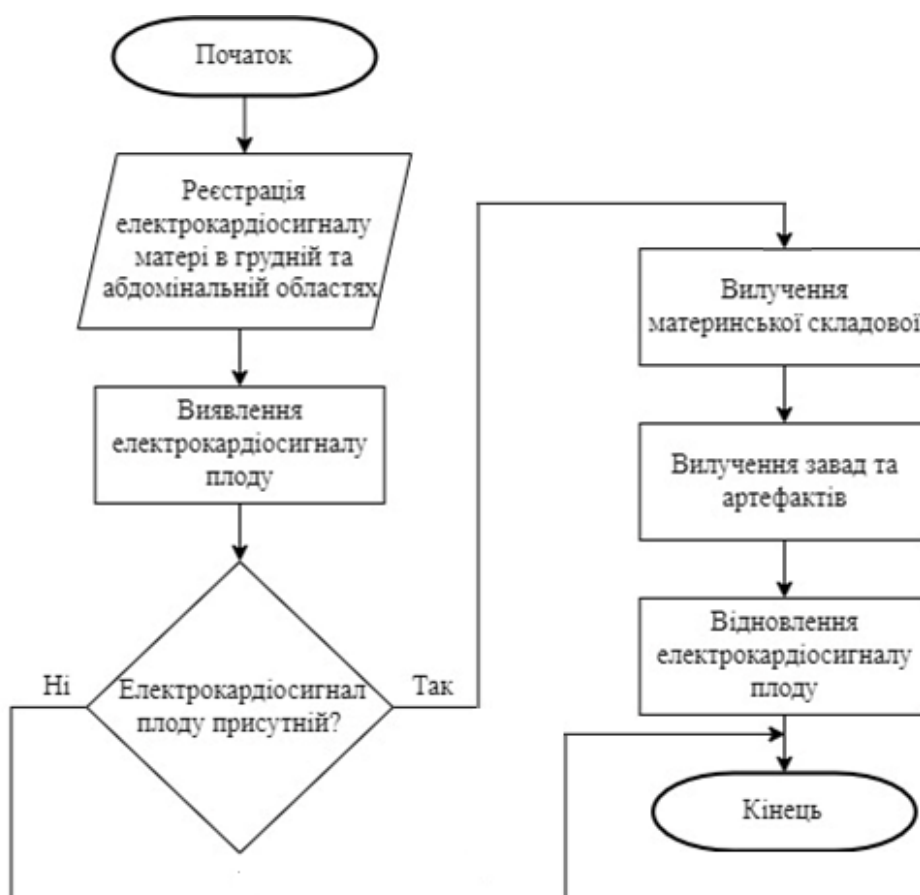 Початок
Реєстрація
електрокардіосигналу
матері в грудній та
абдомінальній областях
Виявлення
електрокардіосигналу
плоду
Ні
Електрокардіосигнал
плоду присутній?
Так
Вилучення
материнської складової
Вилучення завад та
артефактів
Відновлення
електрокардіосигналу
плоду
Кінець